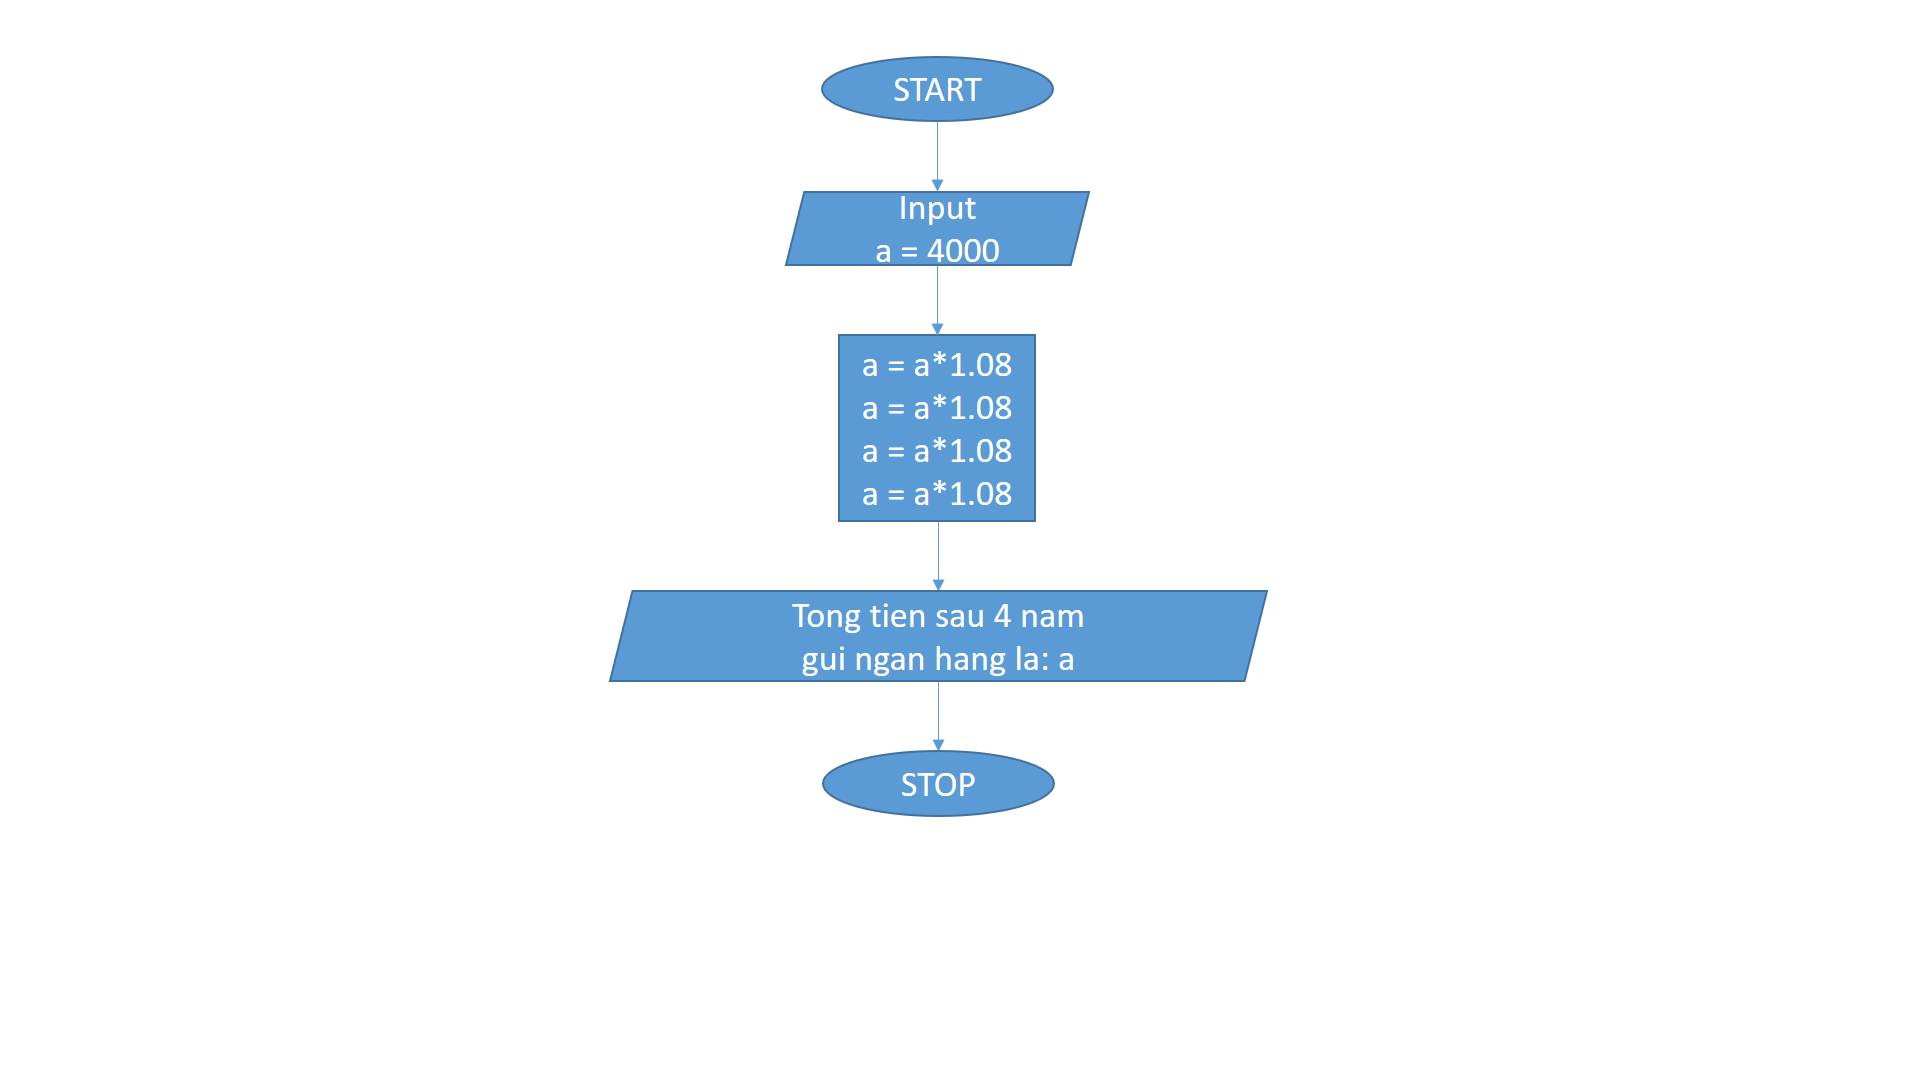 START
Input
a = 4000
a = a*1.08
a = a*1.08
a = a*1.08
a = a*1.08
Tong tien sau 4 nam
gui ngan hang la: a
STOP